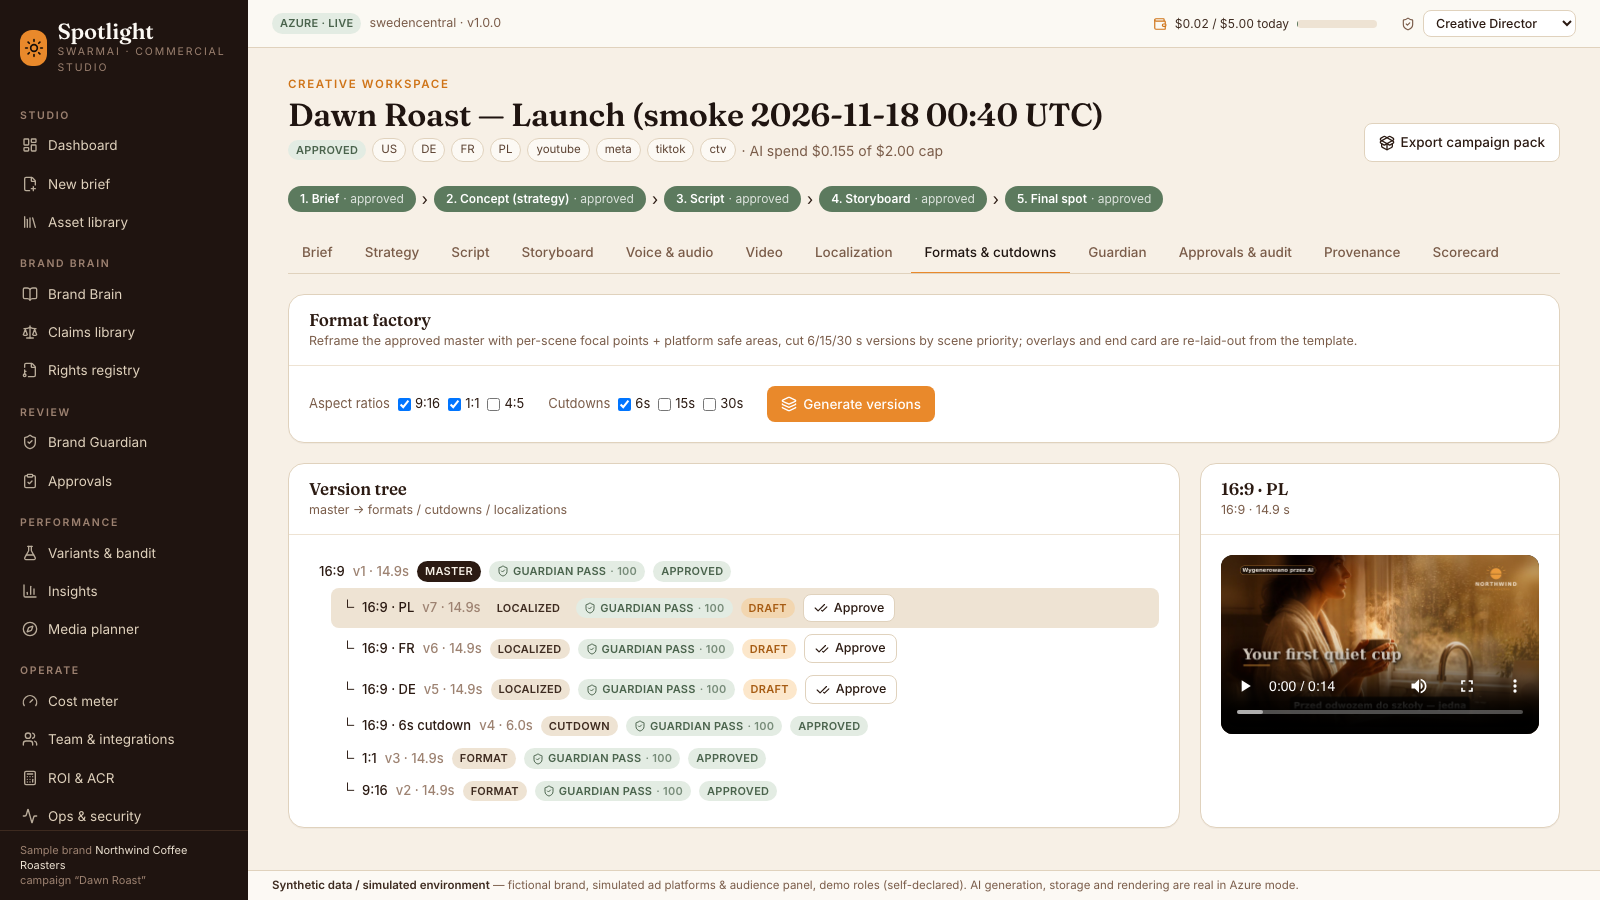 Spotlight
SWARMAI · COMMERCIAL
STUDIO
STUDIO
Dashboard
New brief
Asset library
BRAND BRAIN
Brand Brain
Claims library
Rights registry
REVIEW
Brand Guardian
Approvals
PERFORMANCE
Variants & bandit
Insights
Media planner
OPERATE
Cost meter
Team & integrations
ROI & ACR
Ops & security
Sample brand Northwind Coffee
Roasters
campaign “Dawn Roast”
AZURE · LIVE swedencentral · v1.0.0
$0.02 / $5.00 today
Creative Director
CREATIVE WORKSPACE
Dawn Roast — Launch (smoke 2026-11-18 00:40 UTC)
APPROVED US DE FR PL youtube meta tiktok ctv · AI spend $0.155 of $2.00 cap
Export campaign pack
1. Brief · approved › 2. Concept (strategy) · approved › 3. Script · approved › 4. Storyboard · approved › 5. Final spot · approved
Brief Strategy Script Storyboard Voice & audio Video Localization Formats & cutdowns Guardian Approvals & audit Provenance Scorecard
Format factory
Reframe the approved master with per-scene focal points + platform safe areas, cut 6/15/30 s versions by scene priority; overlays and end card are re-laid-out from the template.
Aspect ratios 9:16 1:1 4:5 Cutdowns 6s 15s 30s Generate versions
Version tree
master → formats / cutdowns / localizations
16:9 v1 · 14.9s MASTER GUARDIAN PASS · 100 APPROVED
└ 16:9 · PL v7 · 14.9s LOCALIZED GUARDIAN PASS · 100 DRAFT Approve
└ 16:9 · FR v6 · 14.9s LOCALIZED GUARDIAN PASS · 100 DRAFT Approve
└ 16:9 · DE v5 · 14.9s LOCALIZED GUARDIAN PASS · 100 DRAFT Approve
└ 16:9 · 6s cutdown v4 · 6.0s CUTDOWN GUARDIAN PASS · 100 APPROVED
└ 1:1 v3 · 14.9s FORMAT GUARDIAN PASS · 100 APPROVED
└ 9:16 v2 · 14.9s FORMAT GUARDIAN PASS · 100 APPROVED
16:9 · PL
16:9 · 14.9 s
Wygenerowano przez AI
NORTHWIND
Your first quiet cup
0:00 / 0:14
Przed odwozem do szkoły — jedna
Synthetic data / simulated environment — fictional brand, simulated ad platforms & audience panel, demo roles (self-declared). AI generation, storage and rendering are real in Azure mode.